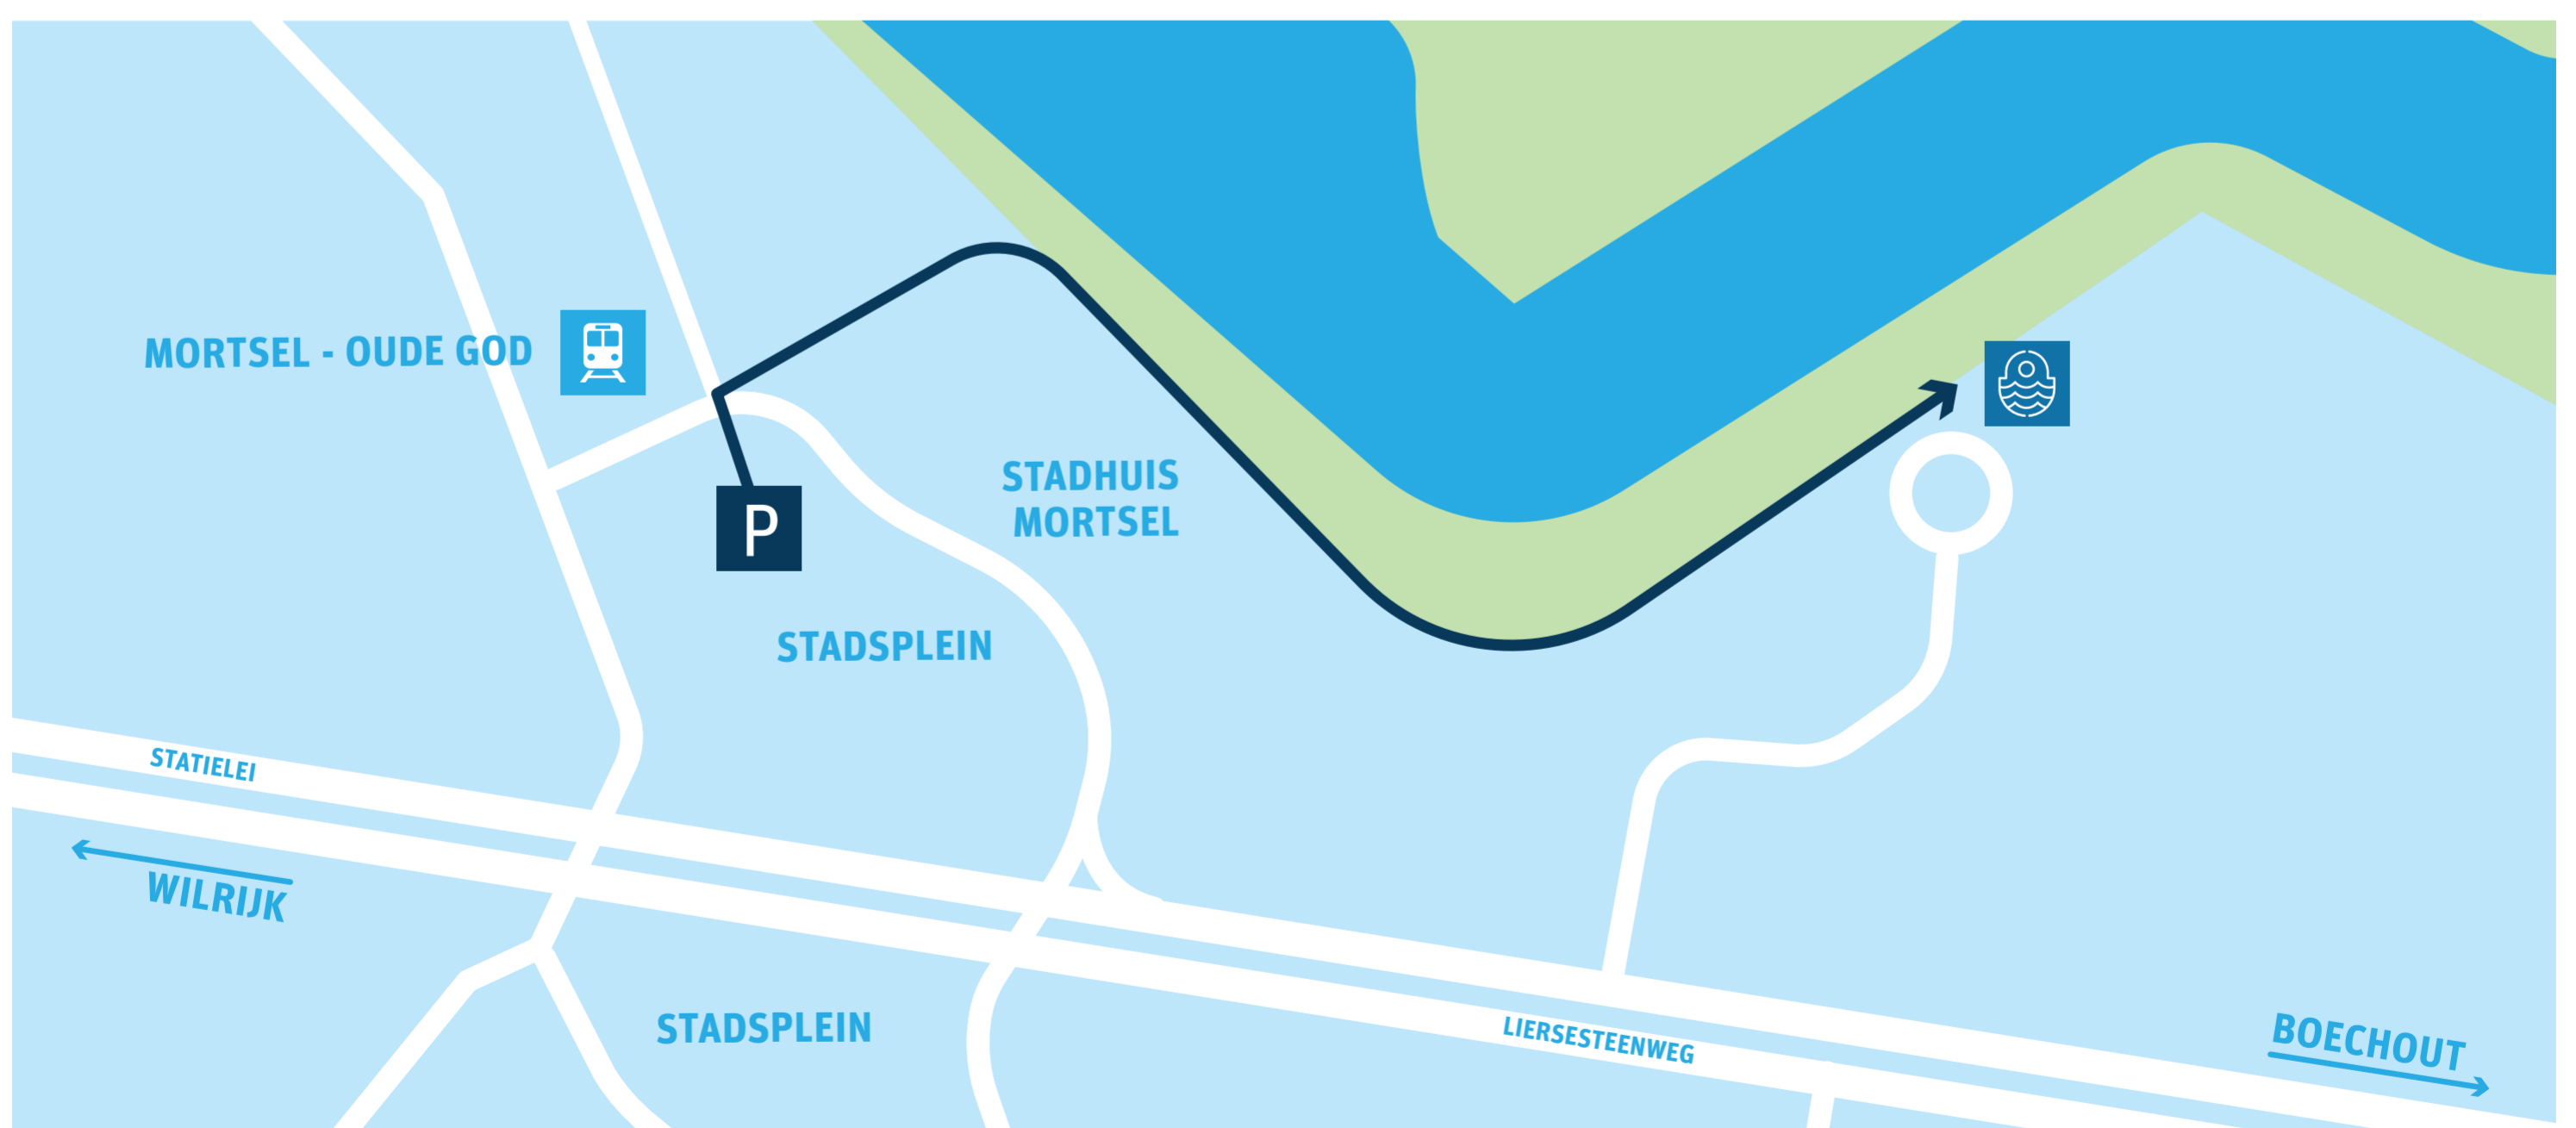 MORTSEL - OUDE GOD
STADHUIS
MORTSEL
P
STADSPLEIN
STATIELEI
WILRIJK
STADSPLEIN
LIERSESTEENWEG
BOECHOUT